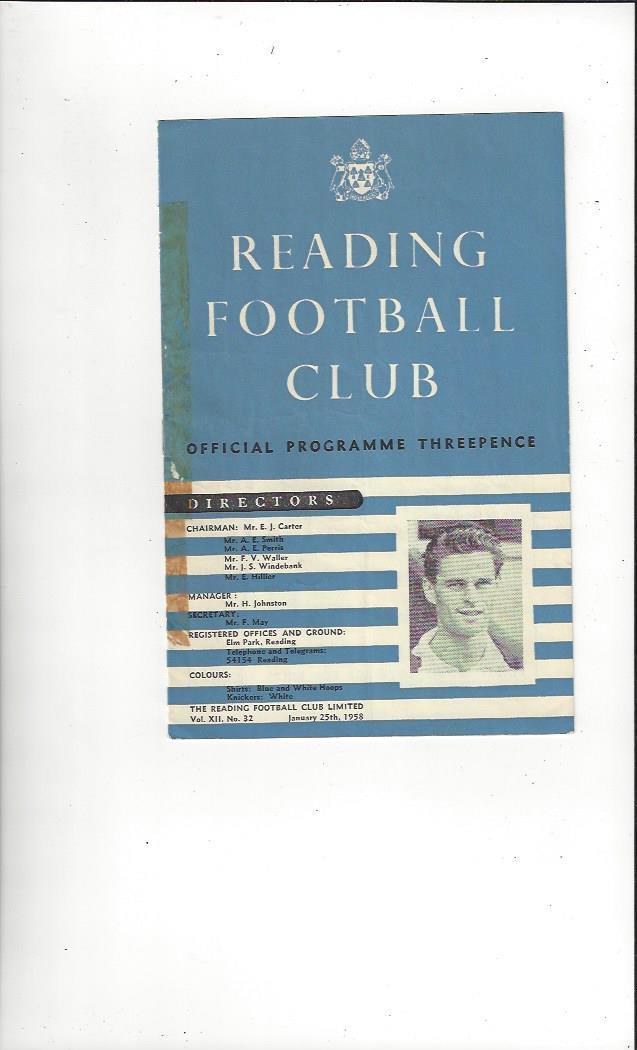 READING
FOOTBALL
CLUB
OFFICIAL PROGRAMME THREEPENCE
DIRECTORS
CHAIRMAN: Mr. E. J. Carter
Mr. A. E. Smith
Mr. A. E. Perris
Mr. F. V. Waller
Mr. J. S. Windebank
Mr. E. Hillier
MANAGER:
Mr. H. Johnston
SECRETARY:
Mr. F. May
REGISTERED OFFICES AND GROUND:
Elm Park, Reading
Telephone and Telegrams:
54154 Reading
COLOURS:
Shirts: Blue and White Hoops
Knickers: White
THE READING FOOTBALL CLUB LIMITED
Vol. XII. No. 32 January 25th, 1958